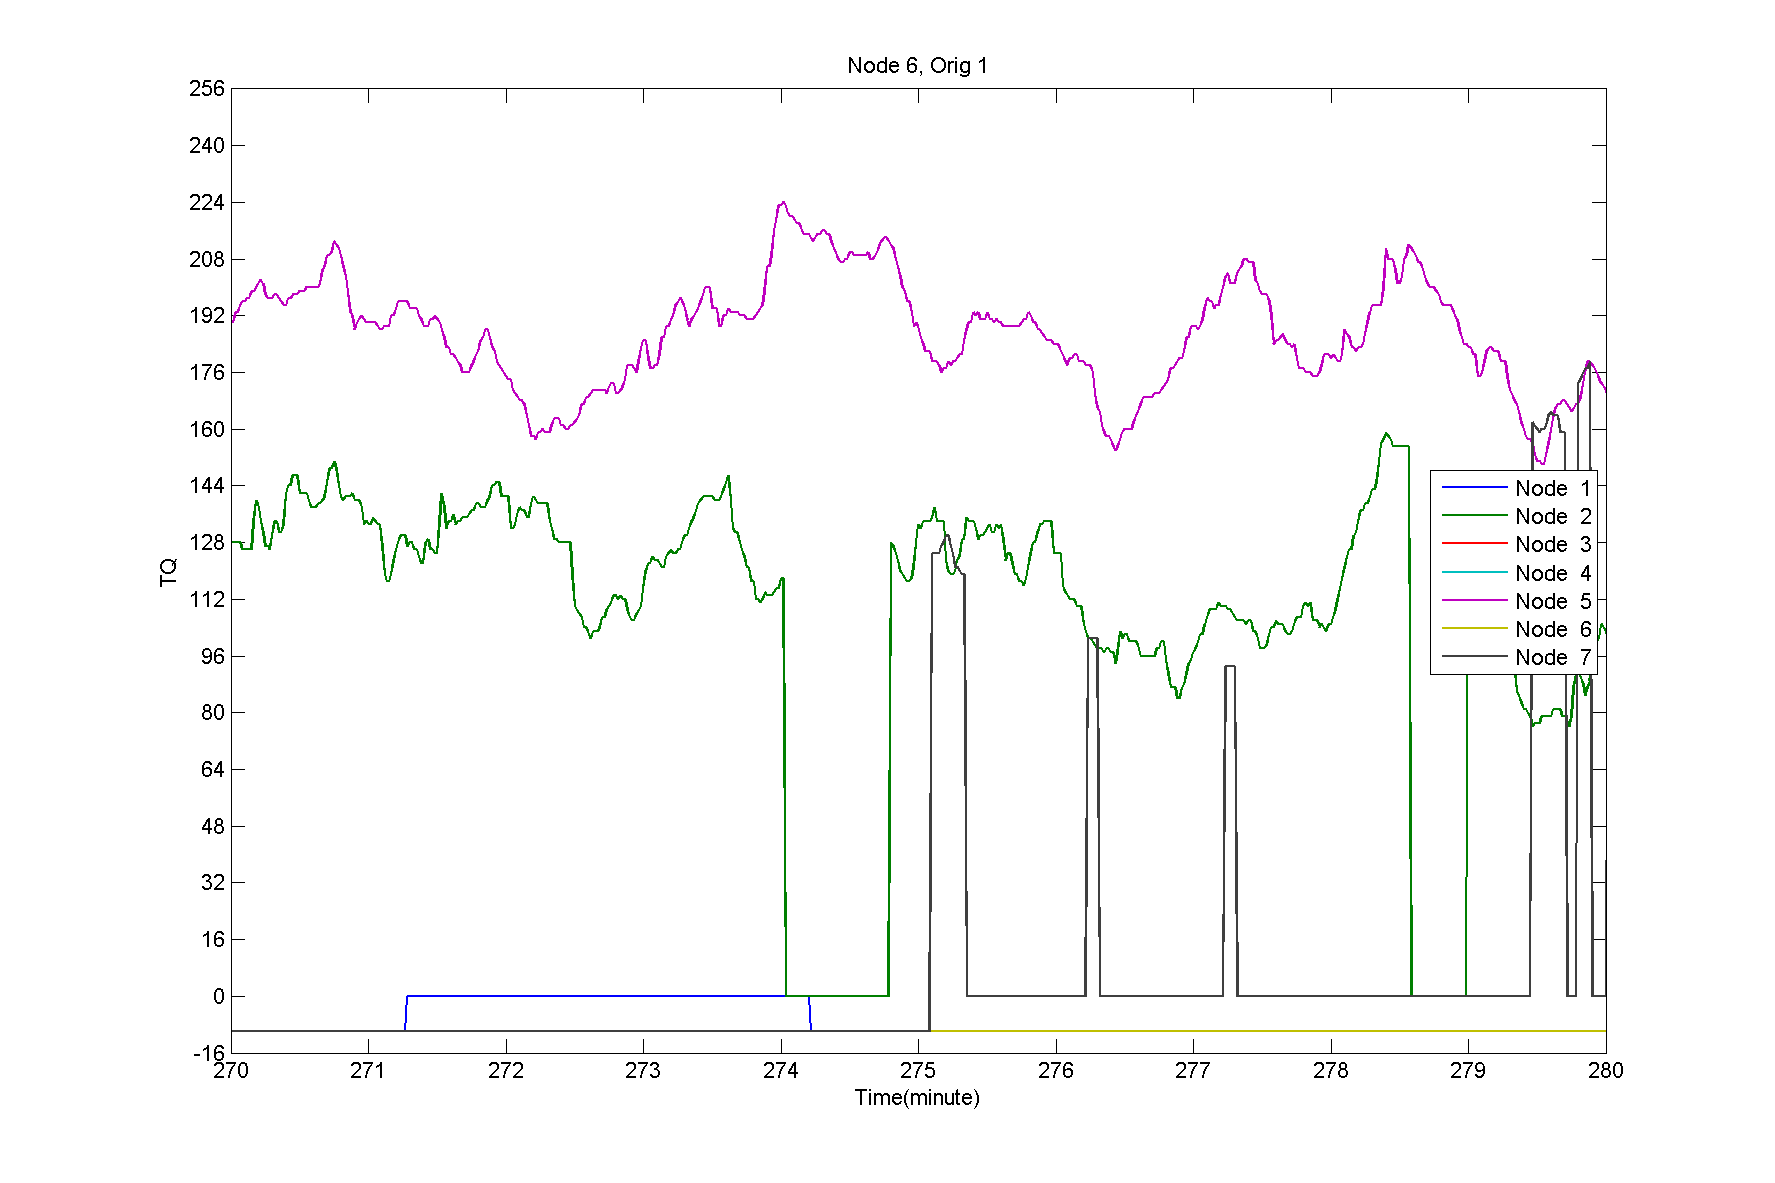 Node 6, Orig 1
256
240
224
208
192
176
160
144
128
112
96
80
64
48
32
16
0
-16
TQ
Node 1
Node 2
Node 3
Node 4
Node 5
Node 6
Node 7
270 271 272 273 274 275 276 277 278 279 280
Time(minute)